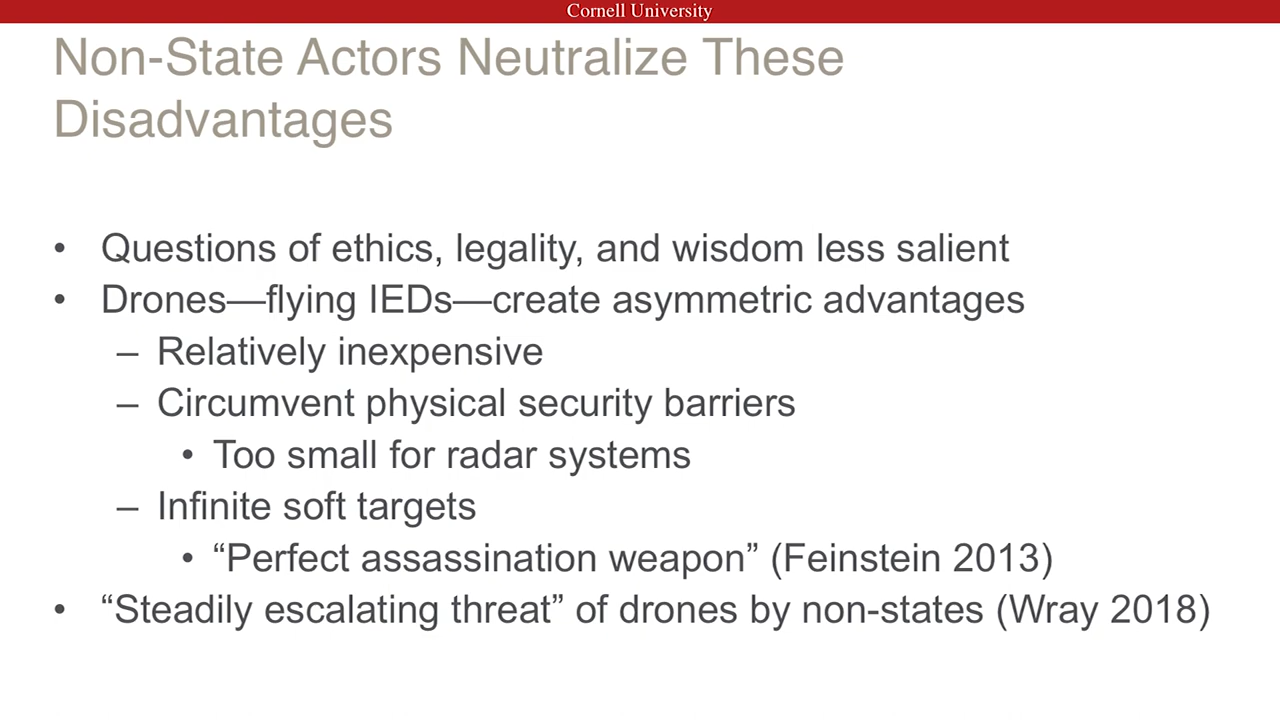 Cornell University
Non-State Actors Neutralize These
Disadvantages
• Questions of ethics, legality, and wisdom less salient
• Drones—flying IEDs—create asymmetric advantages
– Relatively inexpensive
– Circumvent physical security barriers
• Too small for radar systems
– Infinite soft targets
• “Perfect assassination weapon” (Feinstein 2013)
• “Steadily escalating threat” of drones by non-states (Wray 2018)